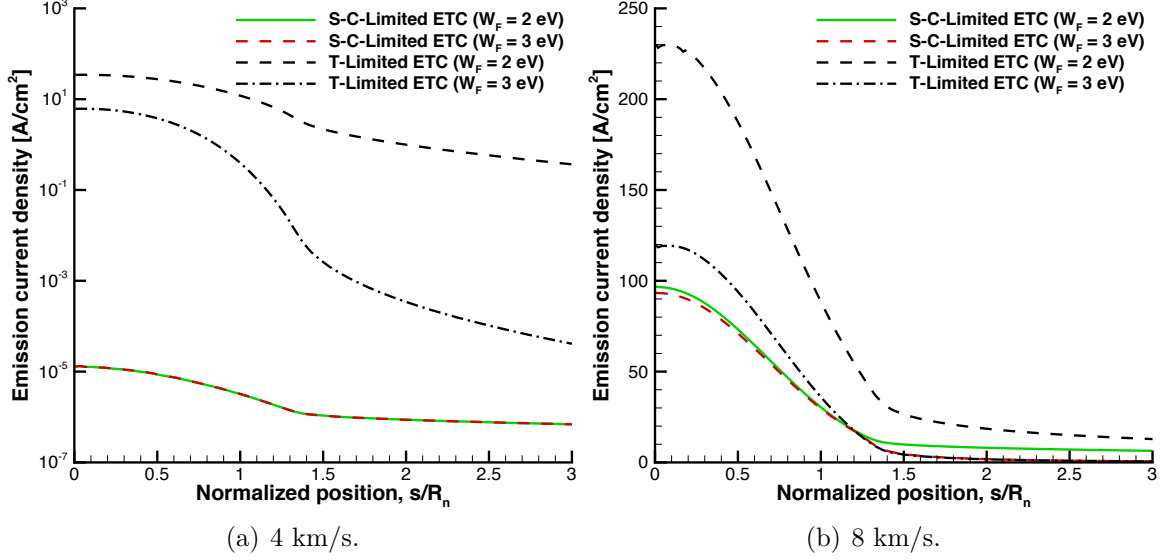 S-C-Limited ETC (W_F = 2 eV)
S-C-Limited ETC (W_F = 3 eV)
T-Limited ETC (W_F = 2 eV)
T-Limited ETC (W_F = 3 eV)
Emission current density [A/cm²]
10³
10¹
10⁻¹
10⁻³
10⁻⁵
10⁻⁷
0 0.5 1 1.5 2 2.5 3
Normalized position, s/R_n
(a) 4 km/s.
S-C-Limited ETC (W_F = 2 eV)
S-C-Limited ETC (W_F = 3 eV)
T-Limited ETC (W_F = 2 eV)
T-Limited ETC (W_F = 3 eV)
Emission current density [A/cm²]
250
200
150
100
50
0
0 0.5 1 1.5 2 2.5 3
Normalized position, s/R_n
(b) 8 km/s.